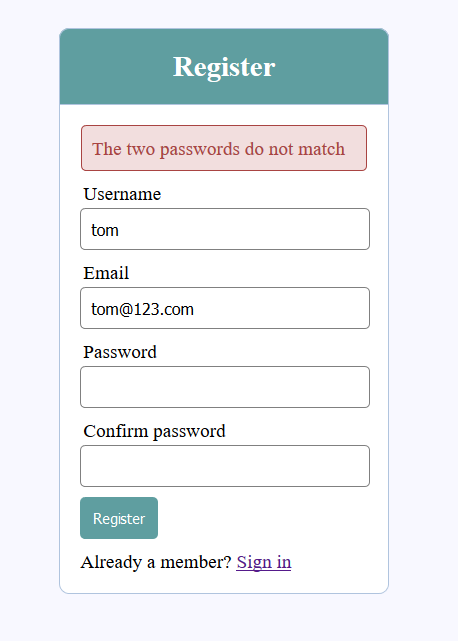 Register
The two passwords do not match
Username
tom
Email
tom@123.com
Password
Confirm password
Register
Already a member? Sign in